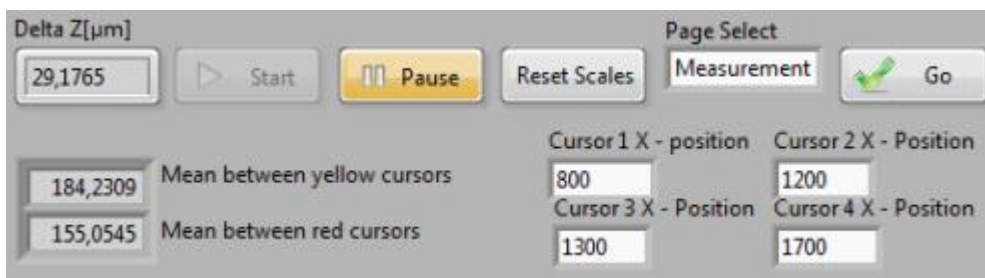 Delta Z[µm]
Page Select
29,1765
Start
Pause
Reset Scales
Measurement
Go
Cursor 1 X - position
Cursor 2 X - Position
184,2309
Mean between yellow cursors
800
1200
Cursor 3 X - Position
Cursor 4 X - Position
155,0545
Mean between red cursors
1300
1700